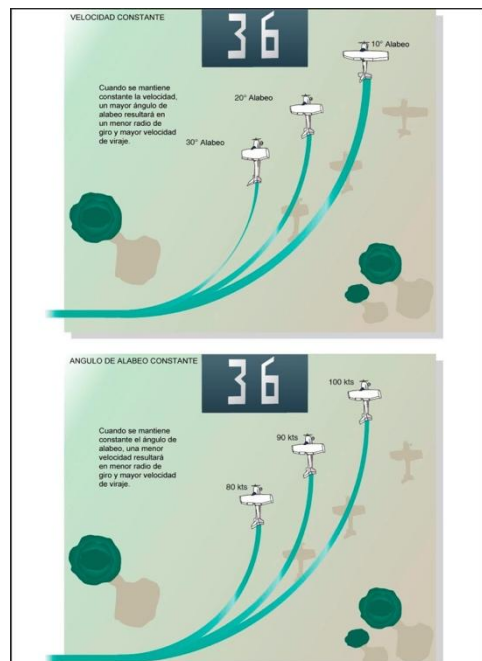 VELOCIDAD CONSTANTE
36
10° Alabeo
Cuando se mantiene
constante la velocidad,
un mayor ángulo de
alabeo resultará en
un menor radio de
giro y mayor velocidad
de viraje.
20° Alabeo
30° Alabeo
ANGULO DE ALABEO CONSTANTE
36
100 kts
Cuando se mantiene
constante el ángulo de
alabeo, una menor
velocidad resultará
en menor radio de
giro y mayor velocidad
de viraje.
90 kts
80 kts